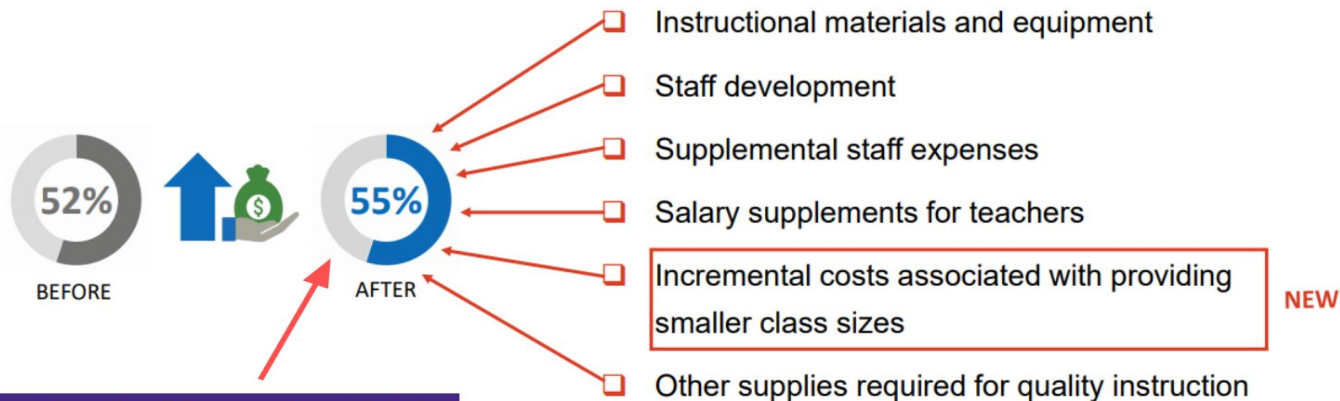 Instructional materials and equipment
Staff development
Supplemental staff expenses
Salary supplements for teachers
Incremental costs associated with providing
smaller class sizes
NEW
Other supplies required for quality instruction
52%
BEFORE
$
55%
AFTER